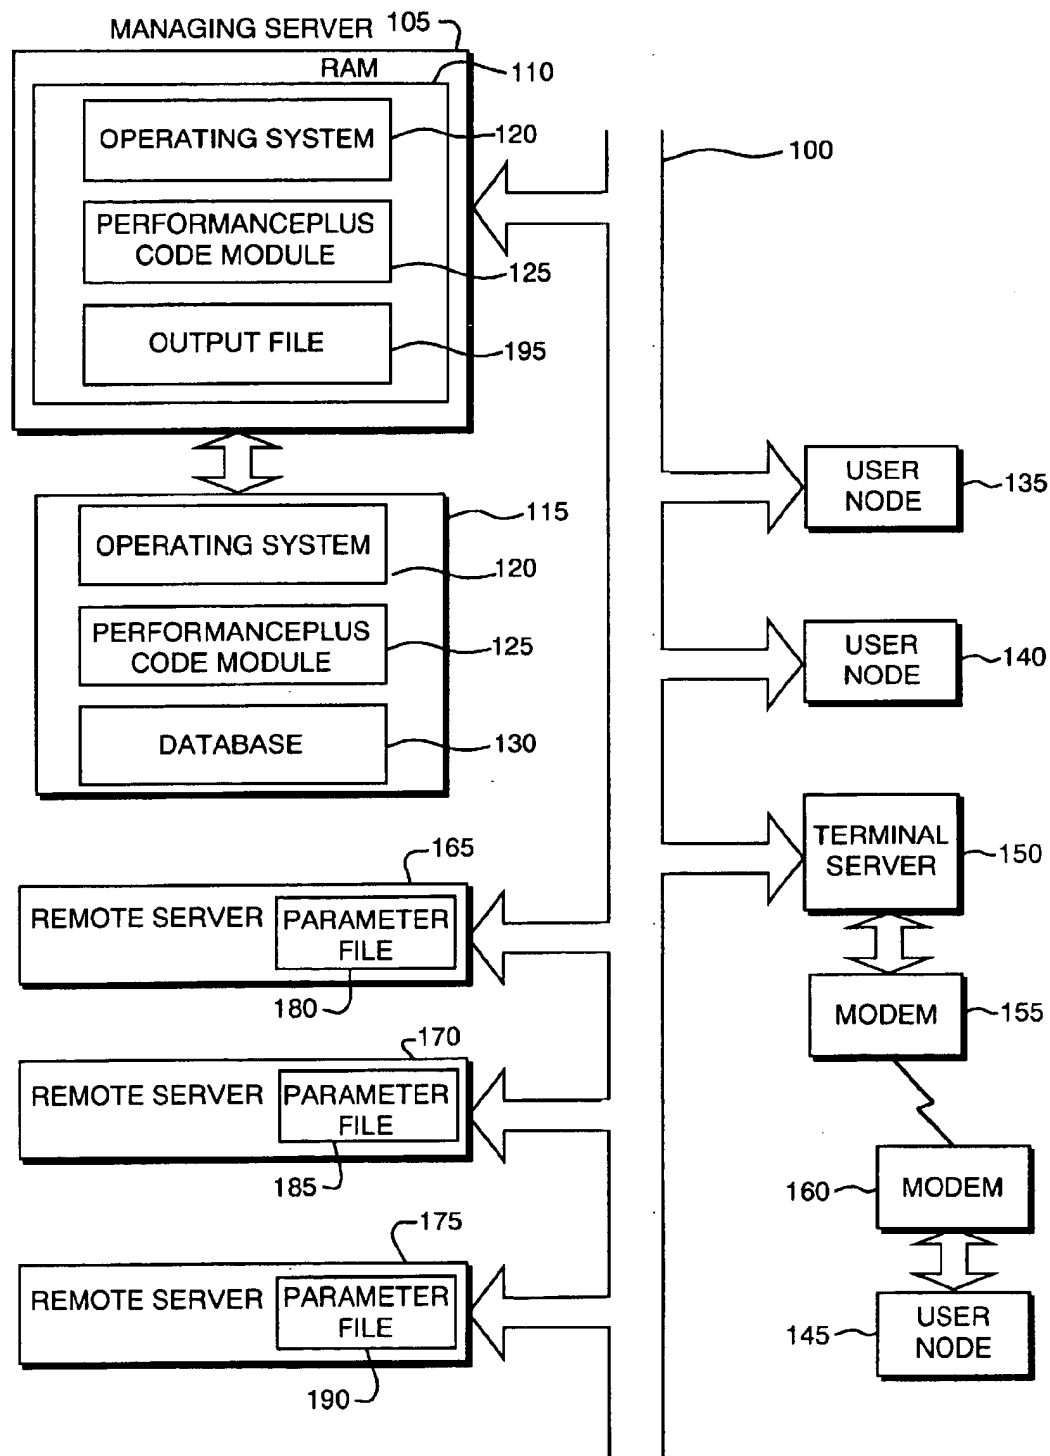 MANAGING SERVER 105
RAM 110
OPERATING SYSTEM
120
PERFORMANCEPLUS
CODE MODULE
125
OUTPUT FILE
195
115
OPERATING SYSTEM
120
PERFORMANCEPLUS
CODE MODULE
125
DATABASE
130
165
REMOTE SERVER
PARAMETER
FILE
180
170
REMOTE SERVER
PARAMETER
FILE
185
175
REMOTE SERVER
PARAMETER
FILE
190
100
USER
NODE
135
USER
NODE
140
TERMINAL
SERVER
150
MODEM
155
160
MODEM
145
USER
NODE